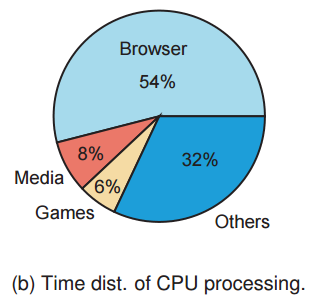 Browser
54%
8%
32%
Media
6%
Games
Others
(b) Time dist. of CPU processing.